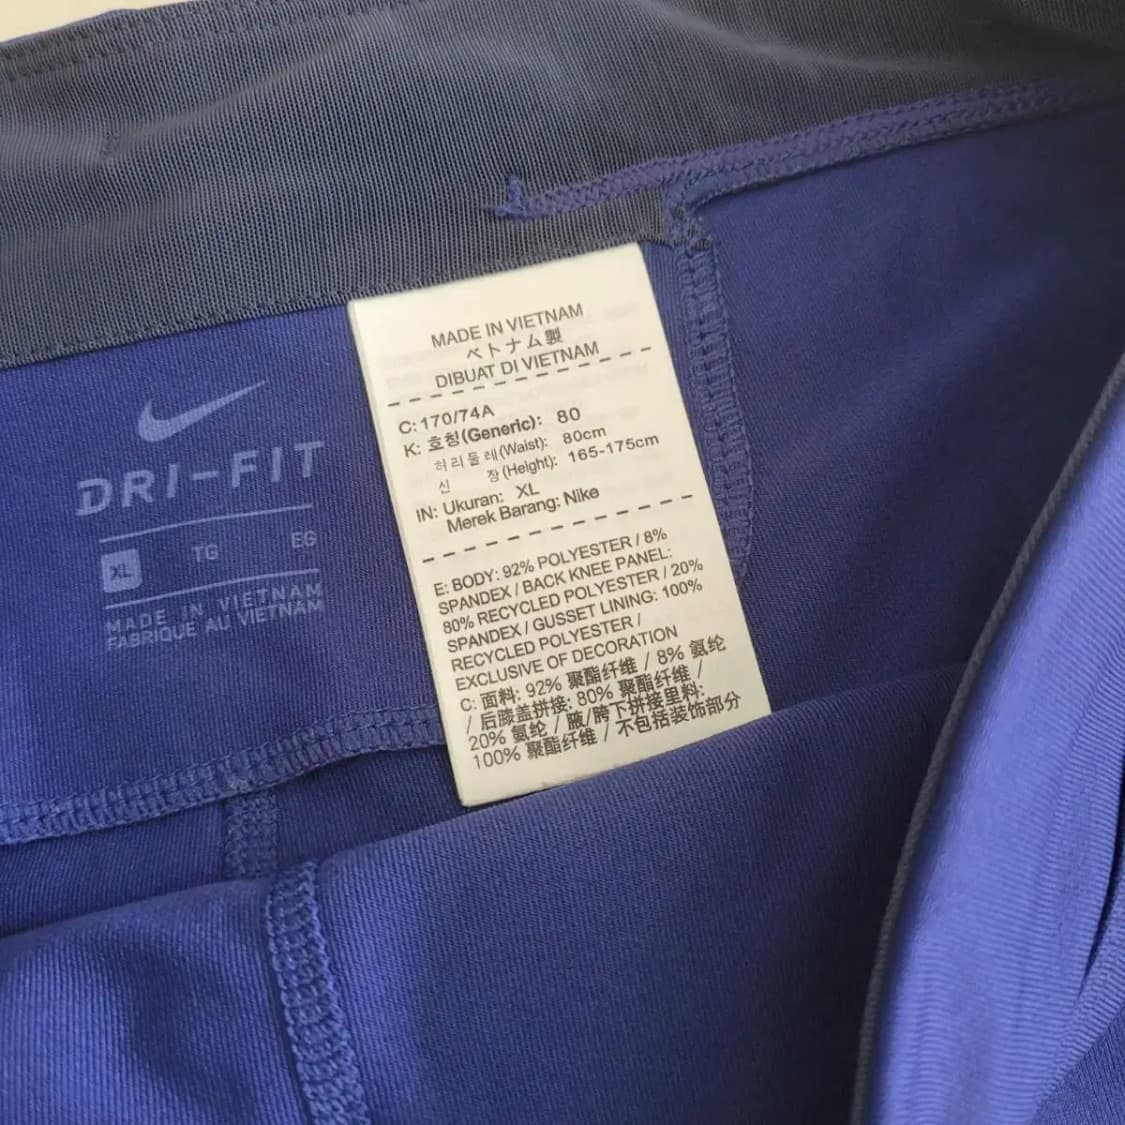 DRI-FIT
XL TG EG
MADE IN VIETNAM
FABRIQUE AU VIETNAM
MADE IN VIETNAM
ベトナム製
DIBUAT DI VIETNAM
C: 170/74A
K: 호칭(Generic): 80
허리둘레(Waist): 80cm
신 장(Height): 165-175cm
IN: Ukuran: XL
Merek Barang: Nike
E: BODY: 92% POLYESTER / 8%
SPANDEX / BACK KNEE PANEL:
80% RECYCLED POLYESTER / 20%
SPANDEX / GUSSET LINING: 100%
RECYCLED POLYESTER /
EXCLUSIVE OF DECORATION
C: 面料: 92% 聚酯纤维 / 8% 氨纶
/ 后膝盖拼接: 80% 聚酯纤维 /
20% 氨纶 / 腋/胯下拼接里料:
100% 聚酯纤维 / 不包括装饰部分